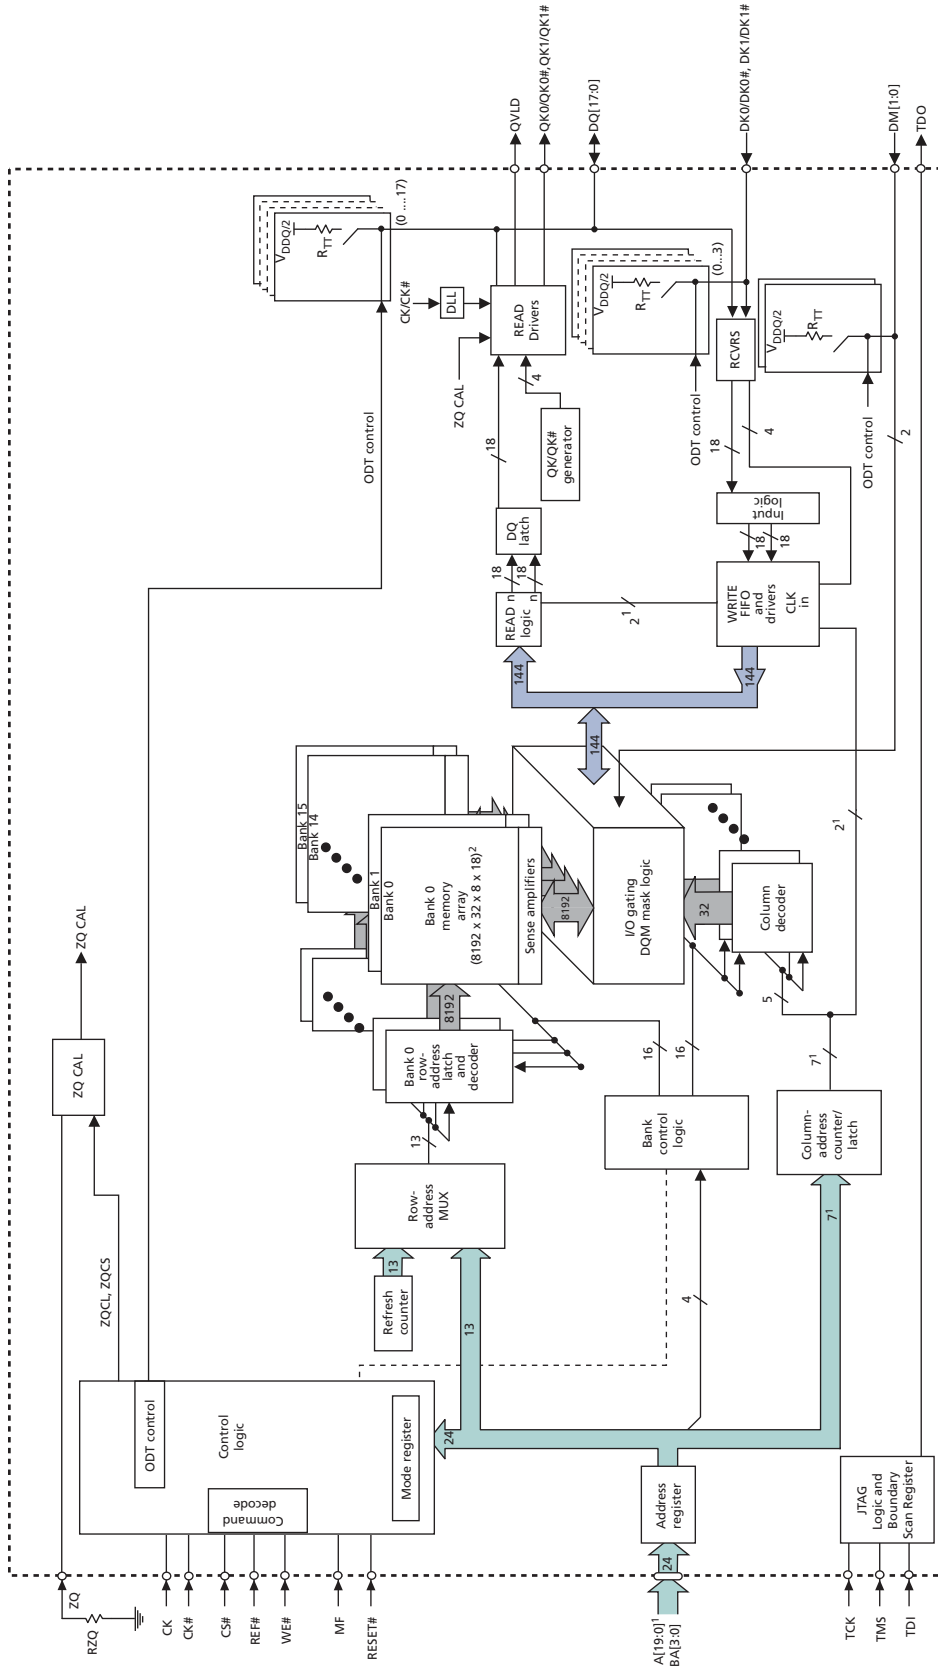 ZQ
RZQ
CK
CK#
CS#
REF#
WE#
MF
RESET#
A[19:0]¹
BA[3:0]
TCK
TMS
TDI
ODT control
Control
logic
Command
decode
Mode register
24
24
Address
register
JTAG
Logic and
Boundary
Scan Register
ZQCL, ZQCS
ZQ CAL
ZQ CAL
Refresh
counter
13
13
Row-
address
MUX
4
7¹
13
Bank
control
logic
Column-
address
counter/
latch
16
16
7¹
5
2¹
Bank 0
row-
address
latch
and
decoder
8192
Bank 15
Bank 14
Bank 1
Bank 0
Bank 0
memory
array
(8192 x 32 x 8 x 18)²
Sense amplifiers
8192
I/O gating
DQM mask logic
32
Column
decoder
144
144
144
READ
logic
n
n
18
18
DQ
latch
18
2¹
WRITE
FIFO
and
drivers
CLK
in
18
18
Input
logic
18
4
RCVRS
QK/QK#
generator
4
READ
Drivers
ZQ CAL
CK/CK#
DLL
ODT control
VDDQ/2
RTT
(0 ....17)
ODT control
VDDQ/2
RTT
(0...3)
ODT control
VDDQ/2
RTT
2
QVLD
QK0/QK0#, QK1/QK1#
DQ[17:0]
DK0/DK0#, DK1/DK1#
DM[1:0]
TDO